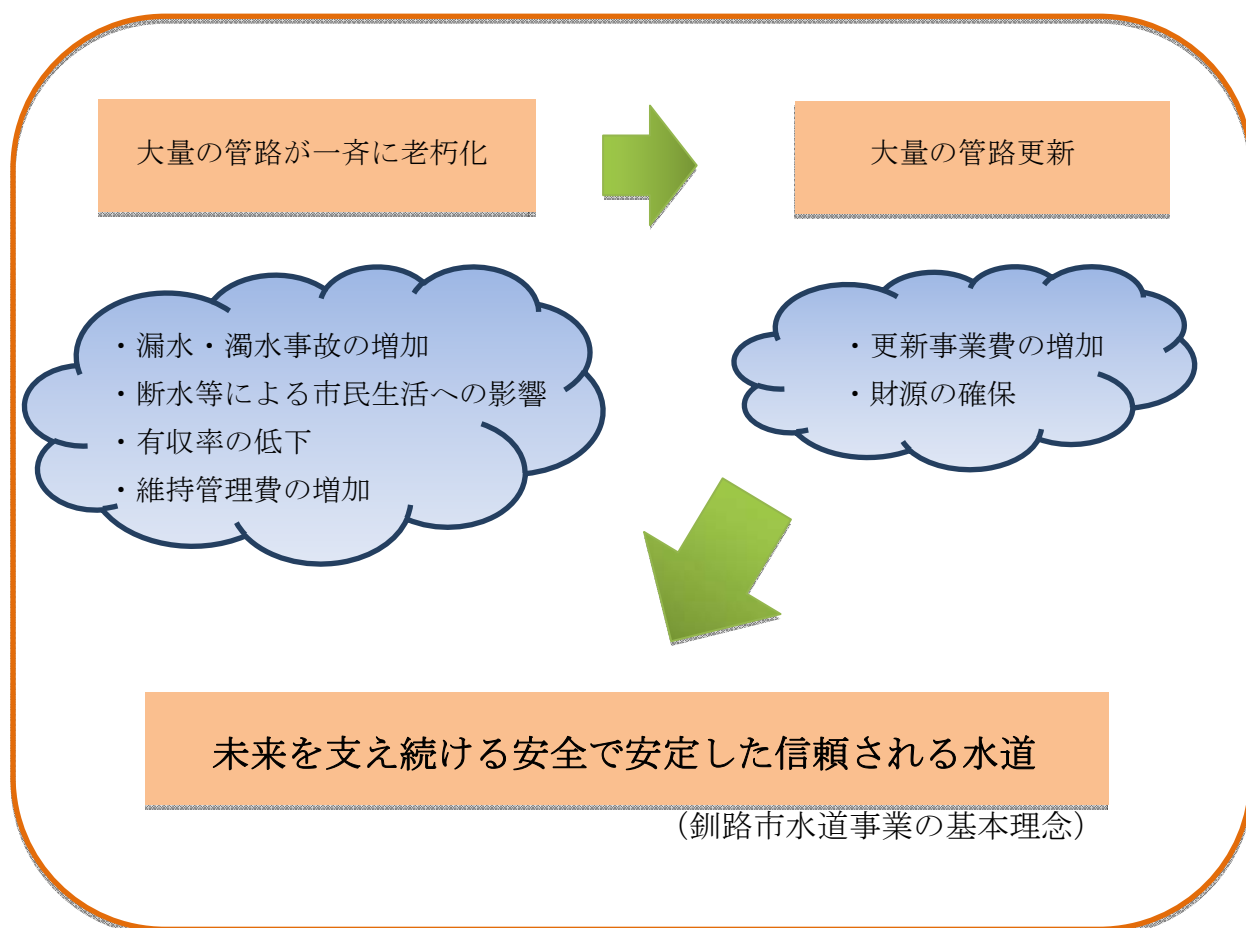 大量の管路が一斉に老朽化
大量の管路更新
・漏水・濁水事故の増加
・断水等による市民生活への影響
・有収率の低下
・維持管理費の増加
・更新事業費の増加
・財源の確保
未来を支え続ける安全で安定した信頼される水道
（釧路市水道事業の基本理念）